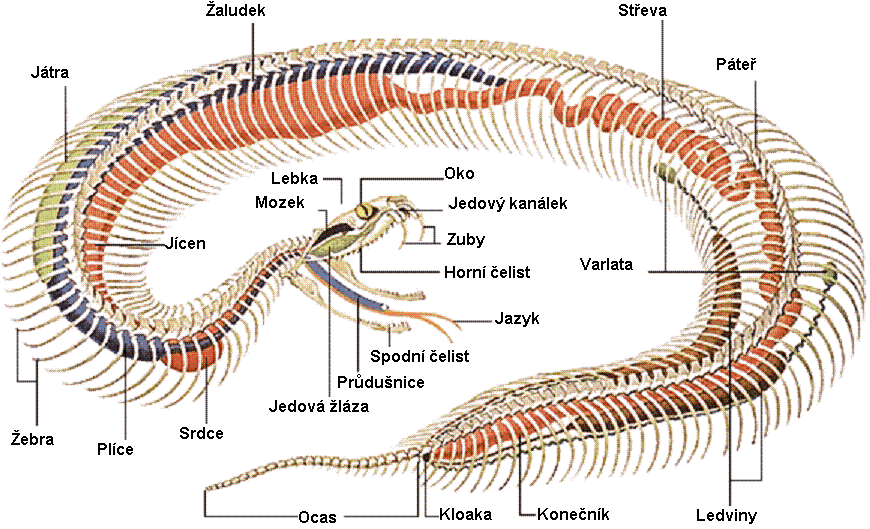 Žaludek
Střeva
Játra
Páteř
Lebka
Oko
Mozek
Jedový kanálek
Jícen
Zuby
Horní čelist
Varlata
Jazyk
Spodní čelist
Průdušnice
Jedová žláza
Žebra
Plíce
Srdce
Ocas
Kloaka
Konečník
Ledviny